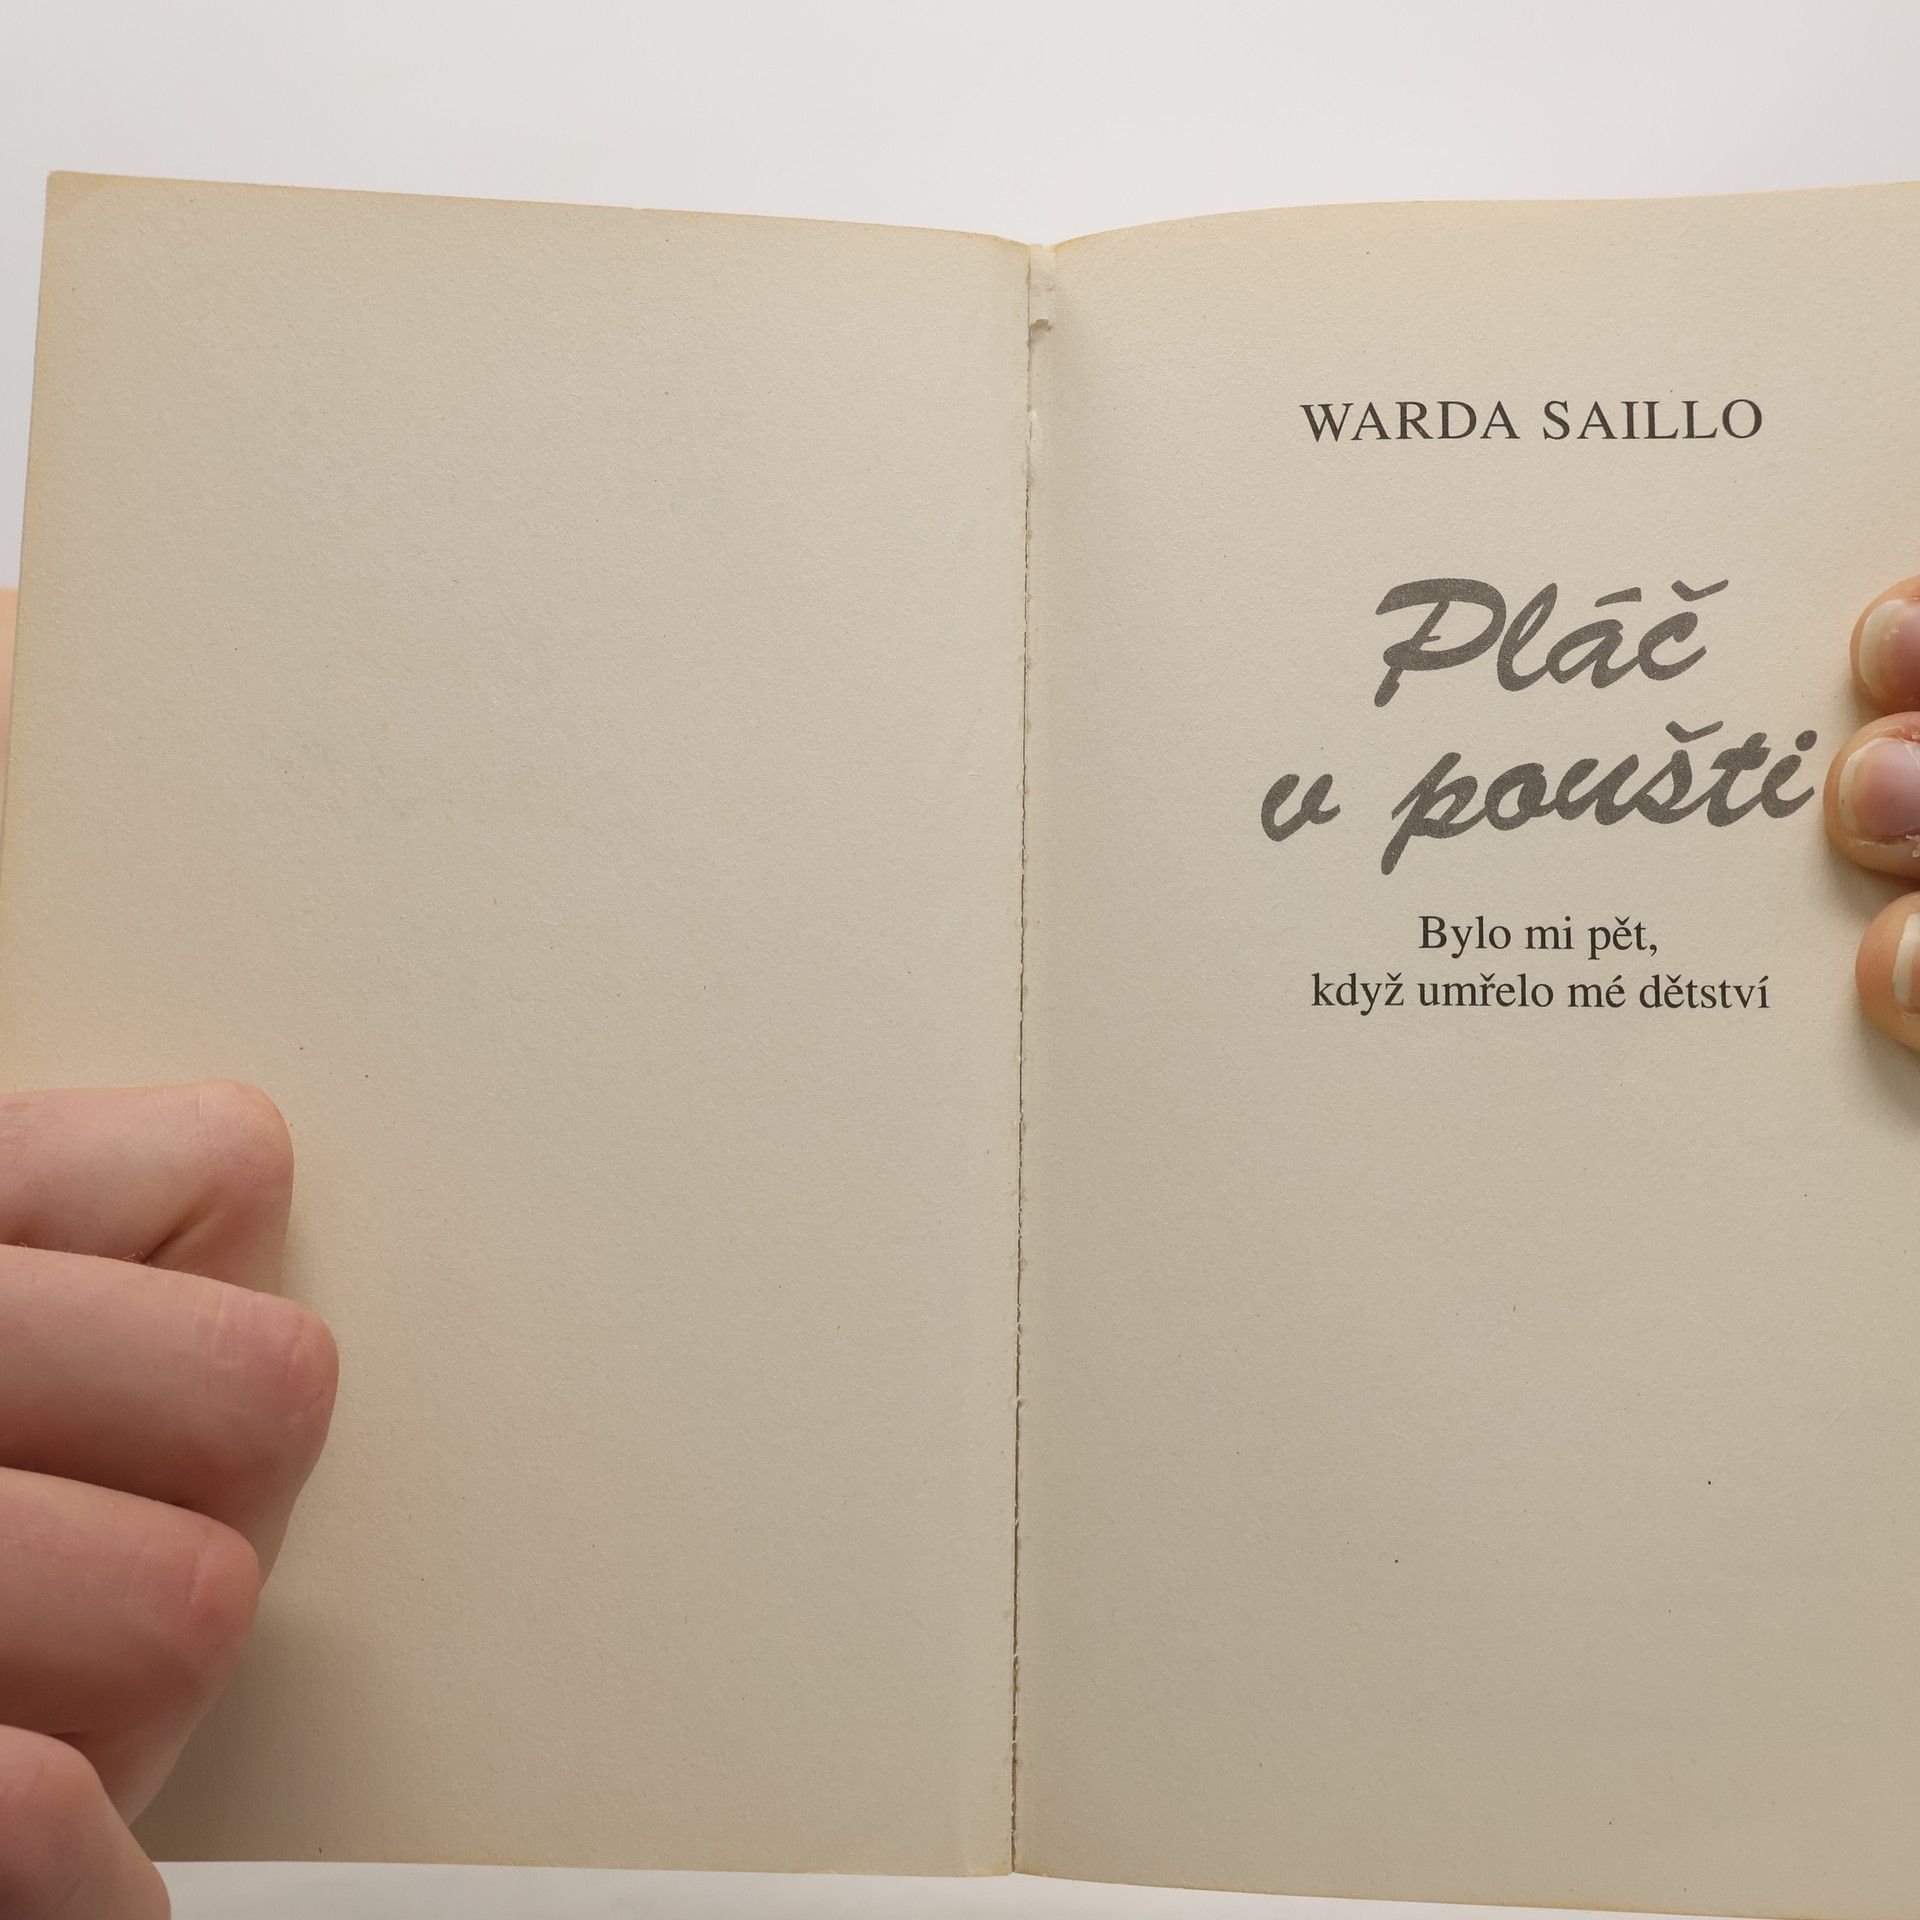 WARDA SAILLO
Pláč
v poušti
Bylo mi pět,
když umřelo mé dětství